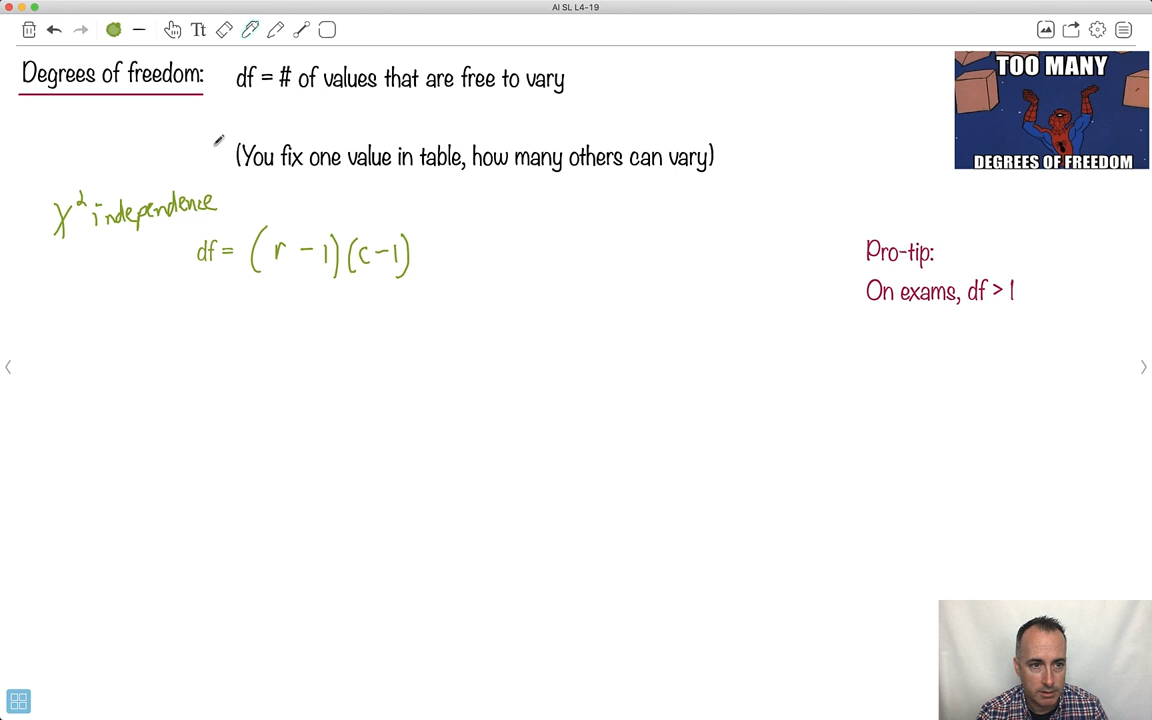 AI SL L4-19
Tt
Degrees of freedom:
df = # of values that are free to vary
TOO MANY
DEGREES OF FREEDOM
(You fix one value in table, how many others can vary)
χ² independence
df = (r - 1)(c-1)
Pro-tip:
On exams, df > 1